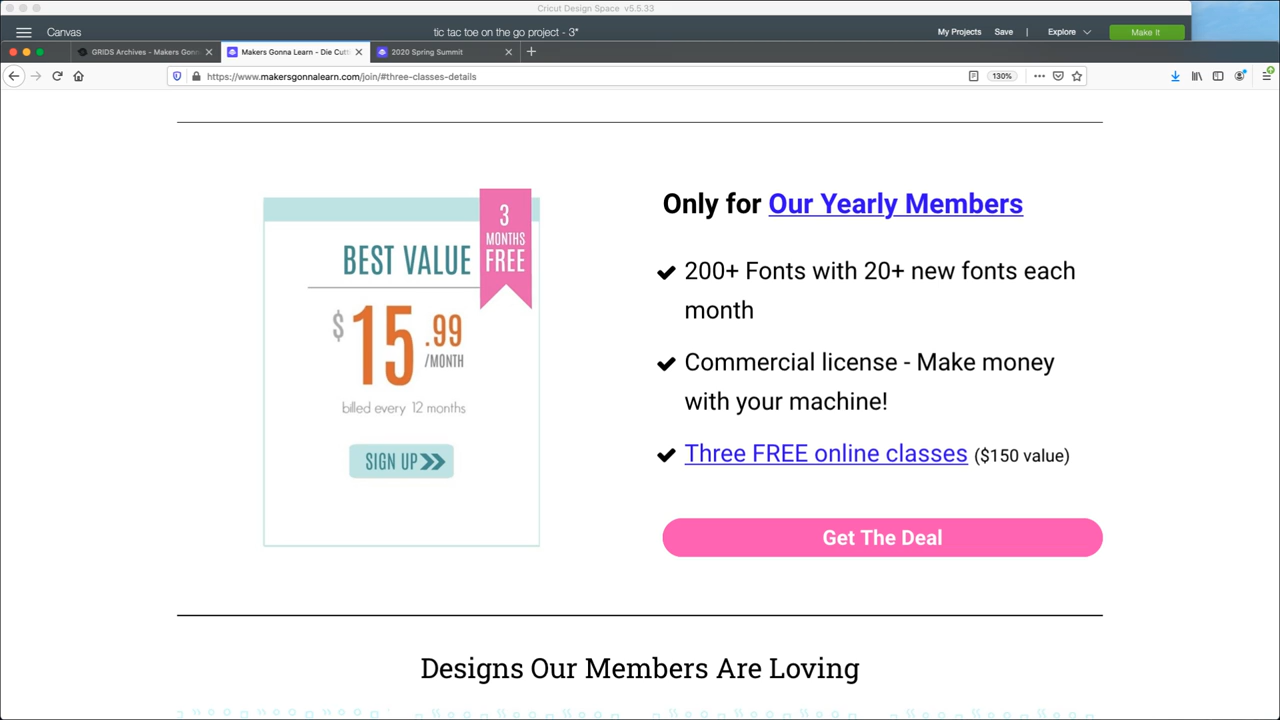 Cricut Design Space v5.5.33
Canvas
tic tac toe on the go project - 3*
My Projects Save | Explore Make It
GRIDS Archives - Makers Gonn
Makers Gonna Learn - Die Cutt
2020 Spring Summit
https://www.makersgonnalearn.com/join/#three-classes-details
130%
3
MONTHS
FREE
BEST VALUE
$15.99
/MONTH
billed every 12 months
SIGN UP
Only for Our Yearly Members
200+ Fonts with 20+ new fonts each
month
Commercial license - Make money
with your machine!
Three FREE online classes ($150 value)
Get The Deal
Designs Our Members Are Loving